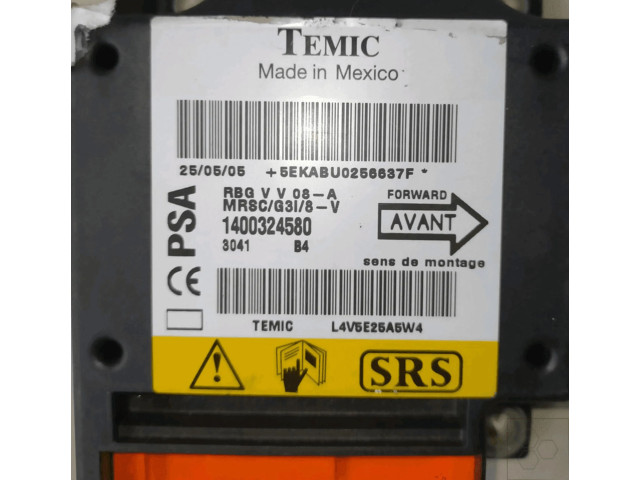 TEMIC
Made in Mexico
25/05/05 +5EKABU0256637F *
PSA
RBG V V 08-A
MRSC/G3I/8-V
1400324580
3041 B4
FORWARD
AVANT
sens de montage
CE
TEMIC L4V5E25A5W4
SRS